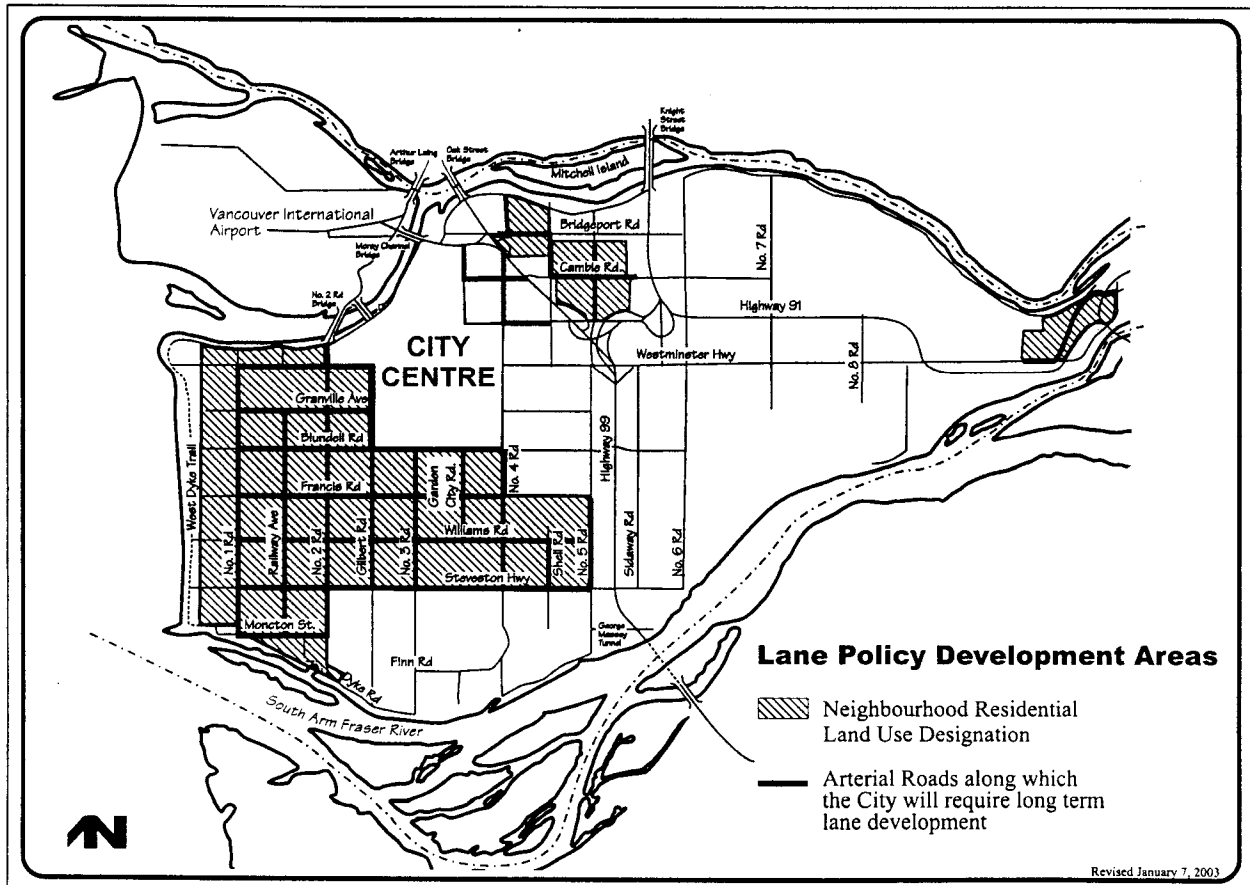 Knight
Street
Bridge
Arthur Laing
Bridge
Oak Street
Bridge
Mitchell Island
Vancouver International
Airport
Bridgeport Rd
Morey Channel
Bridge
No. 7 Rd
Cambie Rd.
No. 2 Rd
Bridge
Highway 91
CITY
CENTRE
Westminster Hwy
No. 8 Rd
Granville Ave
Blundell Rd
West Dyke Trail
Francis Rd
Garden
City Rd.
No. 4 Rd
Highway 99
Williams Rd
No. 1 Rd
Railway Ave
No. 2 Rd
Gilbert Rd
No. 3 Rd
Shell Rd
No. 5 Rd
Sidaway Rd
No. 6 Rd
Steveston Hwy
Moncton St.
George
Massey
Tunnel
Finn Rd
Dyke Rd
South Arm Fraser River
Lane Policy Development Areas
Neighbourhood Residential
Land Use Designation
Arterial Roads along which
the City will require long term
lane development
N
Revised January 7, 2003